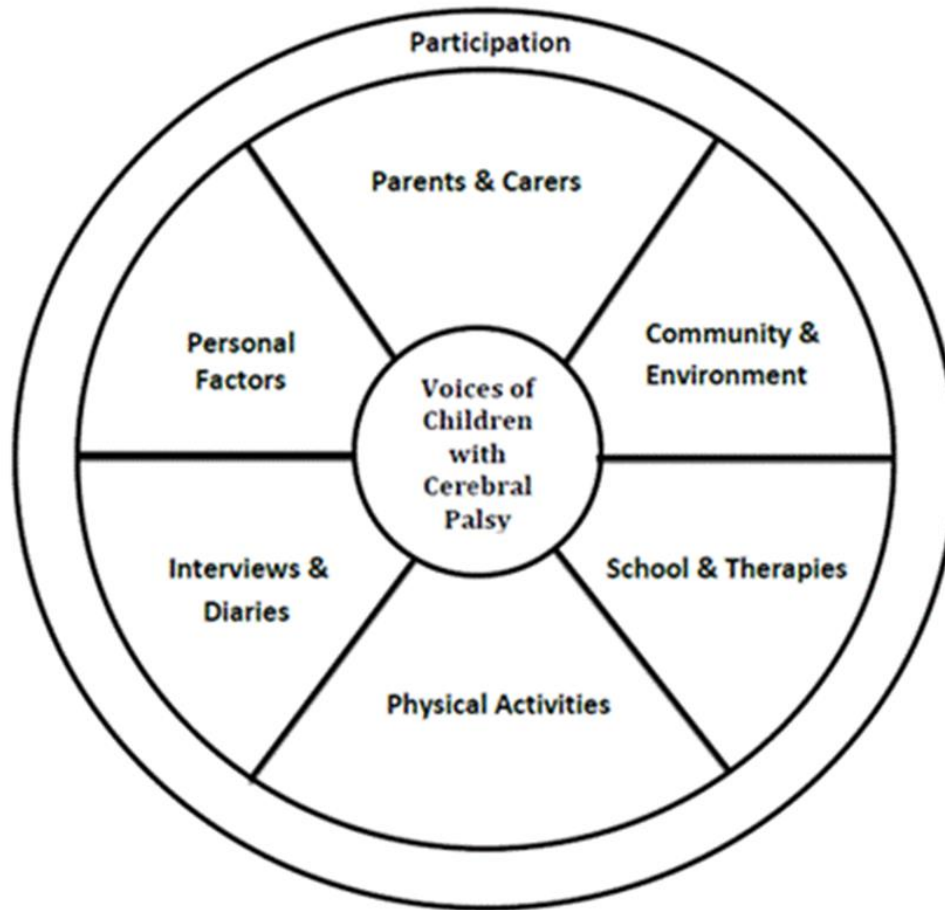 Participation
Parents & Carers
Personal
Factors
Community &
Environment
Voices of
Children
with
Cerebral
Palsy
Interviews &
Diaries
School & Therapies
Physical Activities